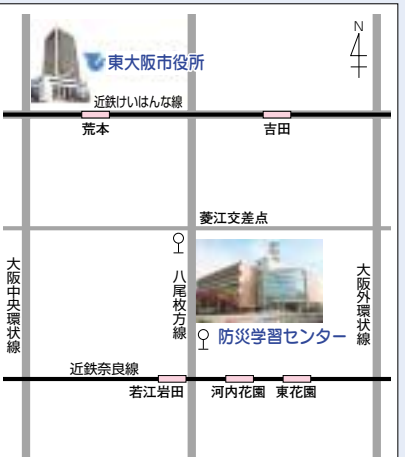 N
東大阪市役所
近鉄けいはんな線
荒本
吉田
菱江交差点
大阪中央環状線
八尾枚方線
大阪外環状線
防災学習センター
近鉄奈良線
若江岩田
河内花園
東花園